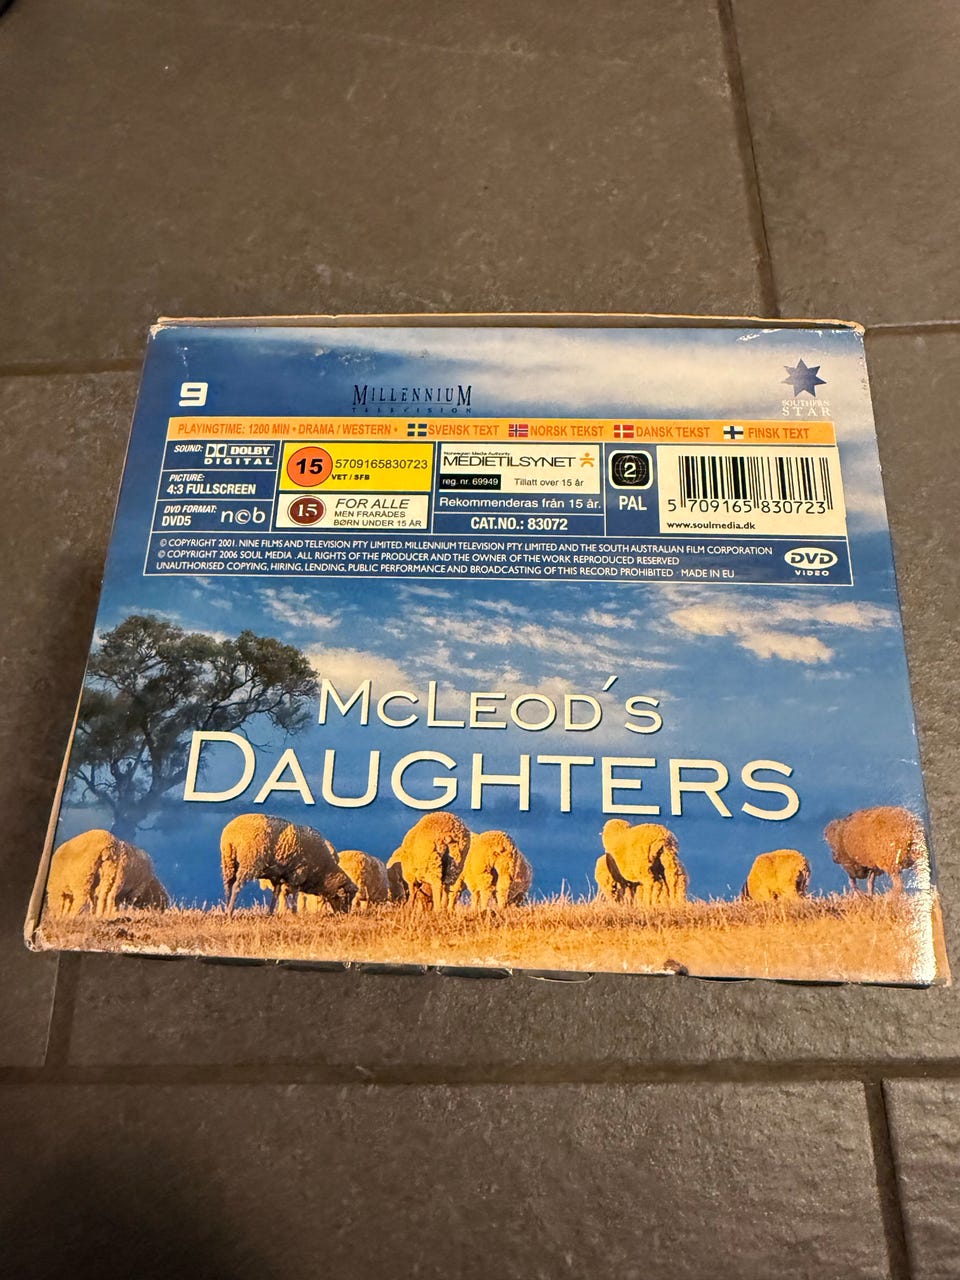 9
MILLENNIUM
TELEVISION
SOUTHERN
STAR
PLAYINGTIME: 1200 MIN • DRAMA / WESTERN • SVENSK TEXT NORSK TEKST DANSK TEKST FINSK TEXT
SOUND: DOLBY
DIGITAL
PICTURE:
4:3 FULLSCREEN
DVD FORMAT:
DVD5
ncb
15 5709165830723
VET / SFB
15 FOR ALLE
MEN FRARÅDES
BØRN UNDER 15 ÅR
Norwegian Media Authority
MEDIETILSYNET
reg. nr. 69949 Tillatt over 15 år
Rekommenderas från 15 år.
CAT.NO.: 83072
2
PAL
5 709165 830723
www.soulmedia.dk
© COPYRIGHT 2001. NINE FILMS AND TELEVISION PTY LIMITED. MILLENNIUM TELEVISION PTY LIMITED AND THE SOUTH AUSTRALIAN FILM CORPORATION
© COPYRIGHT 2006 SOUL MEDIA .ALL RIGHTS OF THE PRODUCER AND THE OWNER OF THE WORK REPRODUCED RESERVED
UNAUTHORISED COPYING, HIRING, LENDING, PUBLIC PERFORMANCE AND BROADCASTING OF THIS RECORD PROHIBITED · MADE IN EU
DVD
VIDEO
McLEOD´S
DAUGHTERS